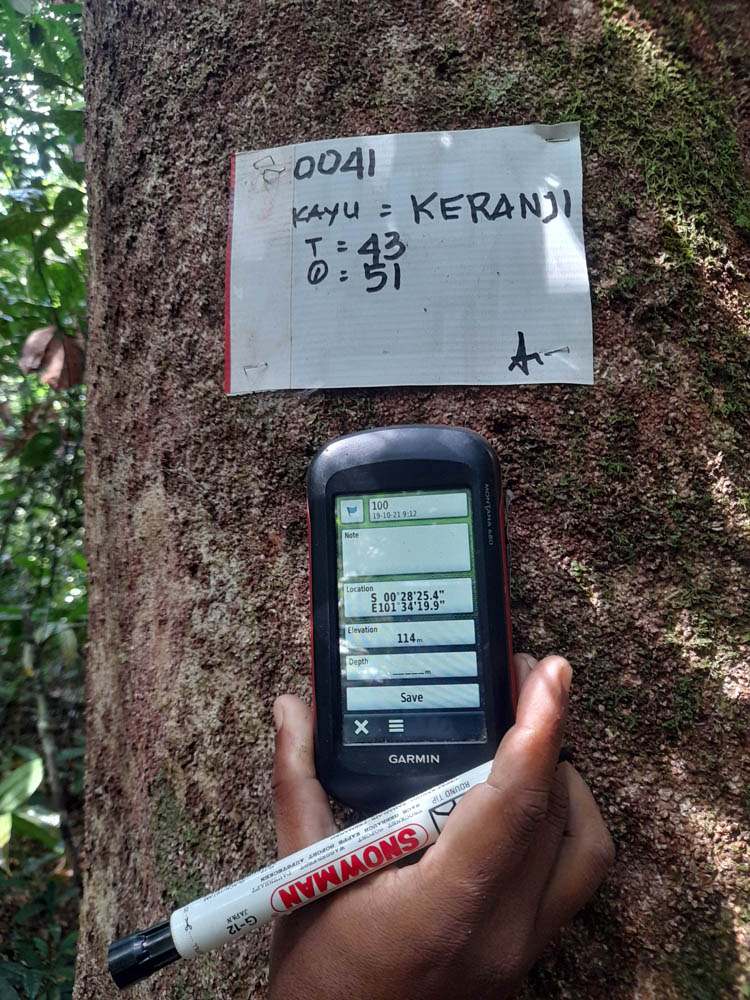 0041
KAYU = KERANJI
T = 43
Ⓘ = 51
MONTANA 680
100
19-10-21 9:12
Note
Location
S 00°28'25.4"
E101°34'19.9"
Elevation
114m
Depth
_____m
Save
GARMIN
ROUND TIP
SNOWMAN
G-12
JAPAN